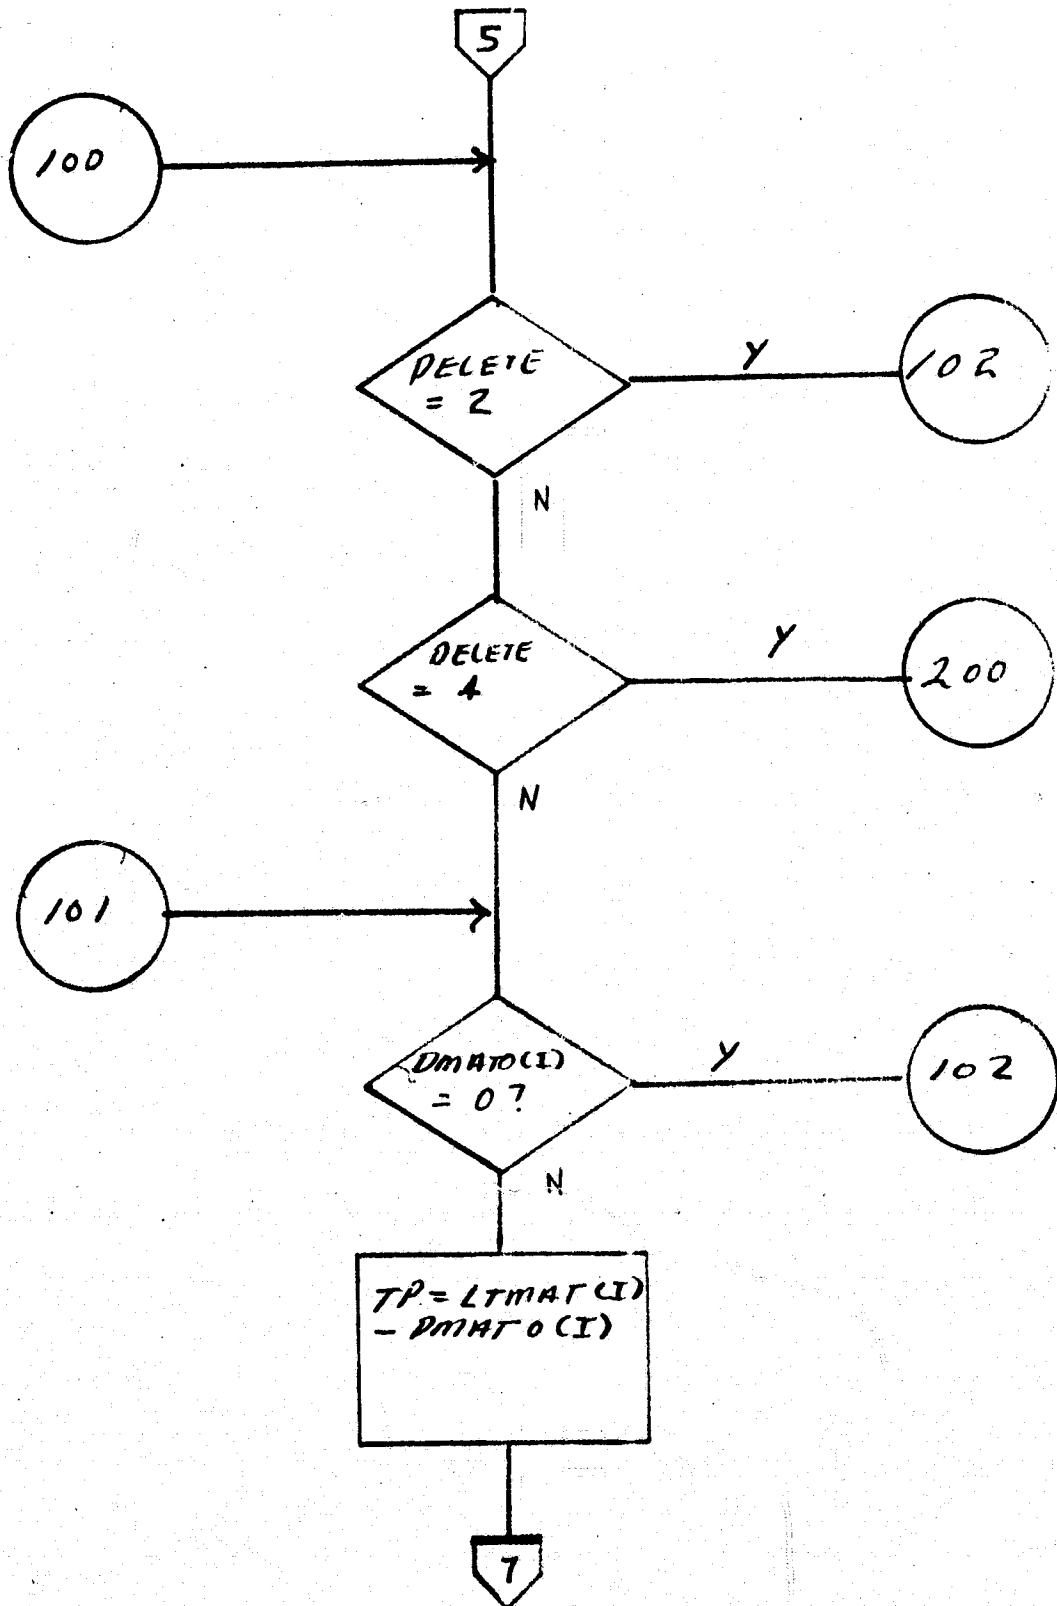 5
100
DELETE
= 2
Y
102
N
DELETE
= 4
Y
200
N
101
DMATO(I)
= 0?
Y
102
N
TP = LTMAT(I)
- DMATO(I)
7